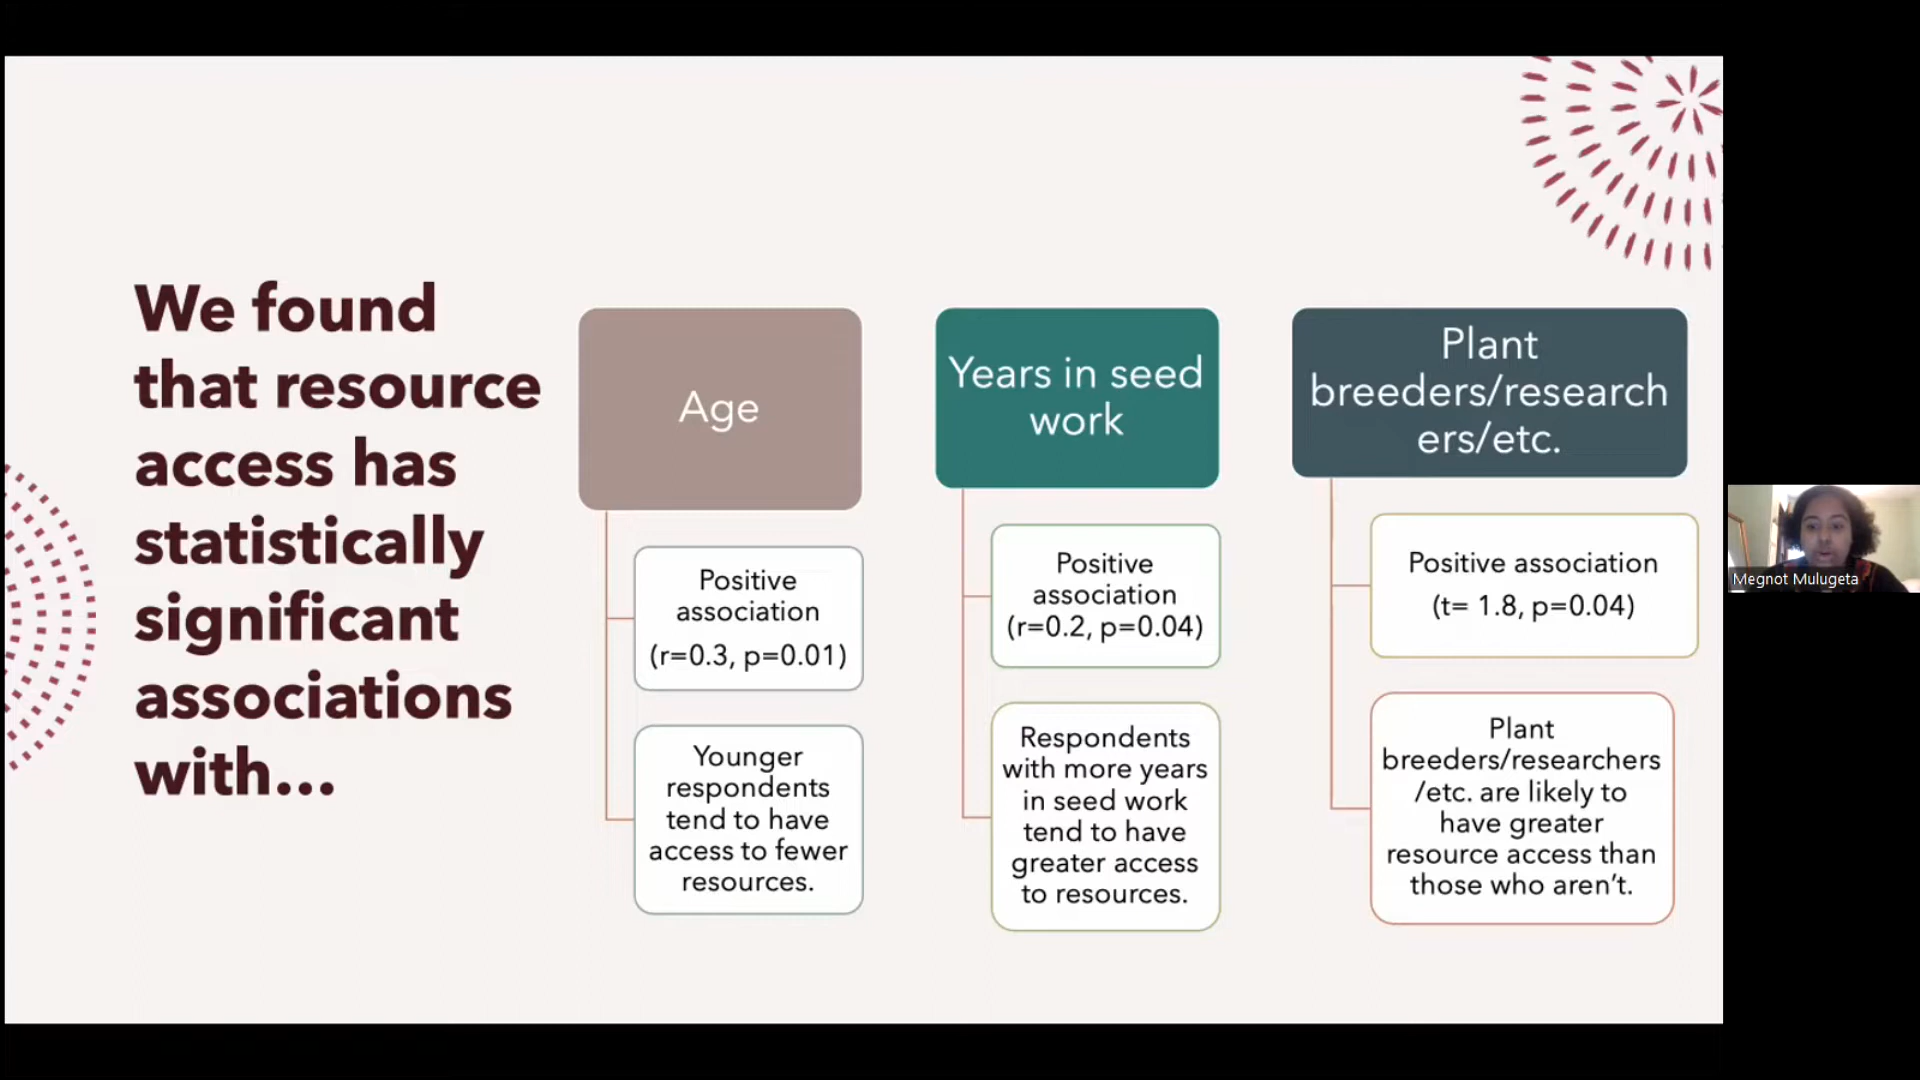 We found
that resource
access has
statistically
significant
associations
with...
Age
Positive
association
(r=0.3, p=0.01)
Younger
respondents
tend to have
access to fewer
resources.
Years in seed
work
Positive
association
(r=0.2, p=0.04)
Respondents
with more years
in seed work
tend to have
greater access
to resources.
Plant
breeders/research
ers/etc.
Positive association
(t= 1.8, p=0.04)
Plant
breeders/researchers
/etc. are likely to
have greater
resource access than
those who aren’t.
Megnot Mulugeta